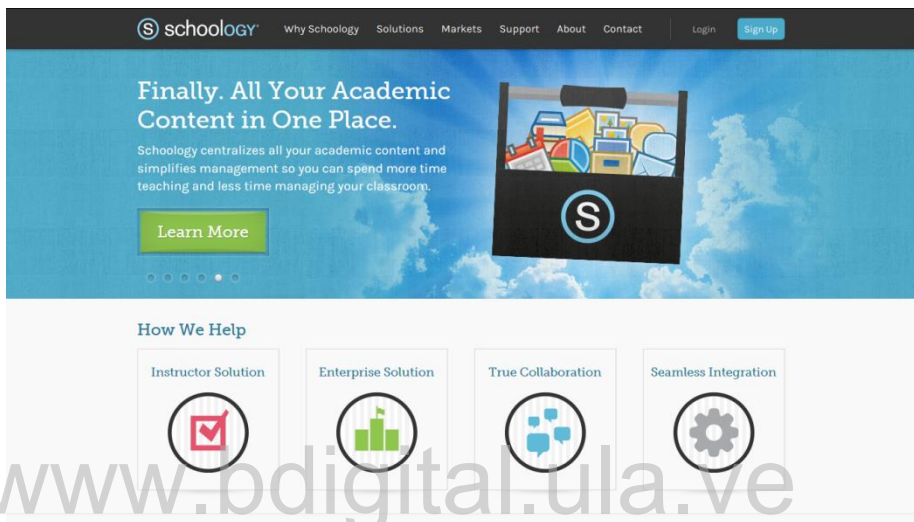 S schoology Why Schoology Solutions Markets Support About Contact Login Sign Up
Finally. All Your Academic
Content in One Place.
Schoology centralizes all your academic content and
simplifies management so you can spend more time
teaching and less time managing your classroom.
Learn More
S
How We Help
Instructor Solution Enterprise Solution True Collaboration Seamless Integration
www.bdigital.ula.ve